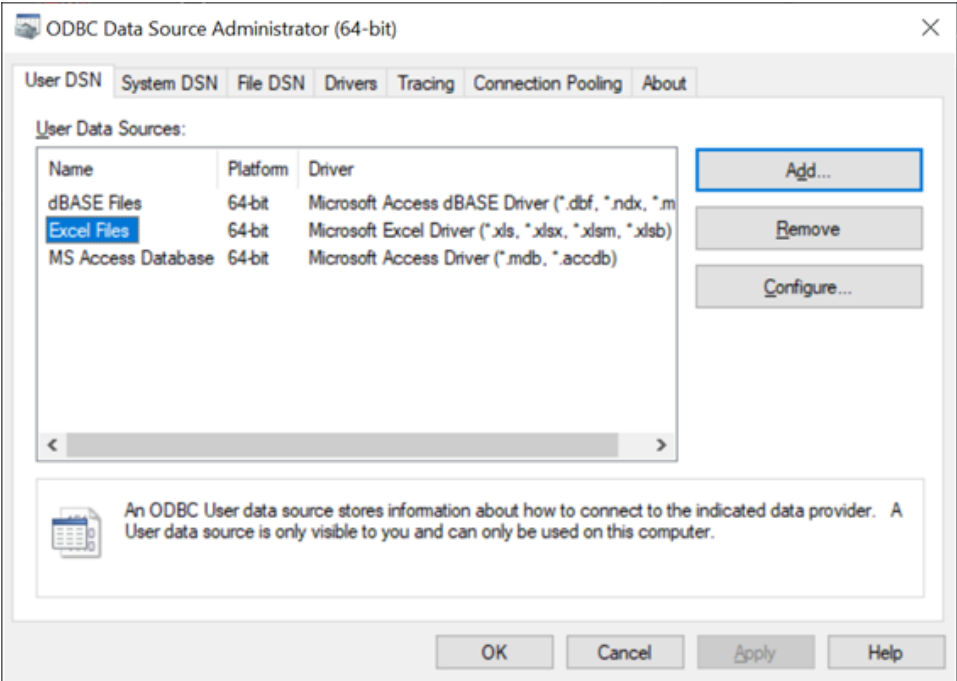 ODBC Data Source Administrator (64-bit)
User DSN System DSN File DSN Drivers Tracing Connection Pooling About
User Data Sources:
Name Platform Driver
dBASE Files 64-bit Microsoft Access dBASE Driver (*.dbf, *.ndx, *.m
Excel Files 64-bit Microsoft Excel Driver (*.xls, *.xlsx, *.xlsm, *.xlsb)
MS Access Database 64-bit Microsoft Access Driver (*.mdb, *.accdb)
Add...
Remove
Configure...
An ODBC User data source stores information about how to connect to the indicated data provider. A
User data source is only visible to you and can only be used on this computer.
OK Cancel Apply Help